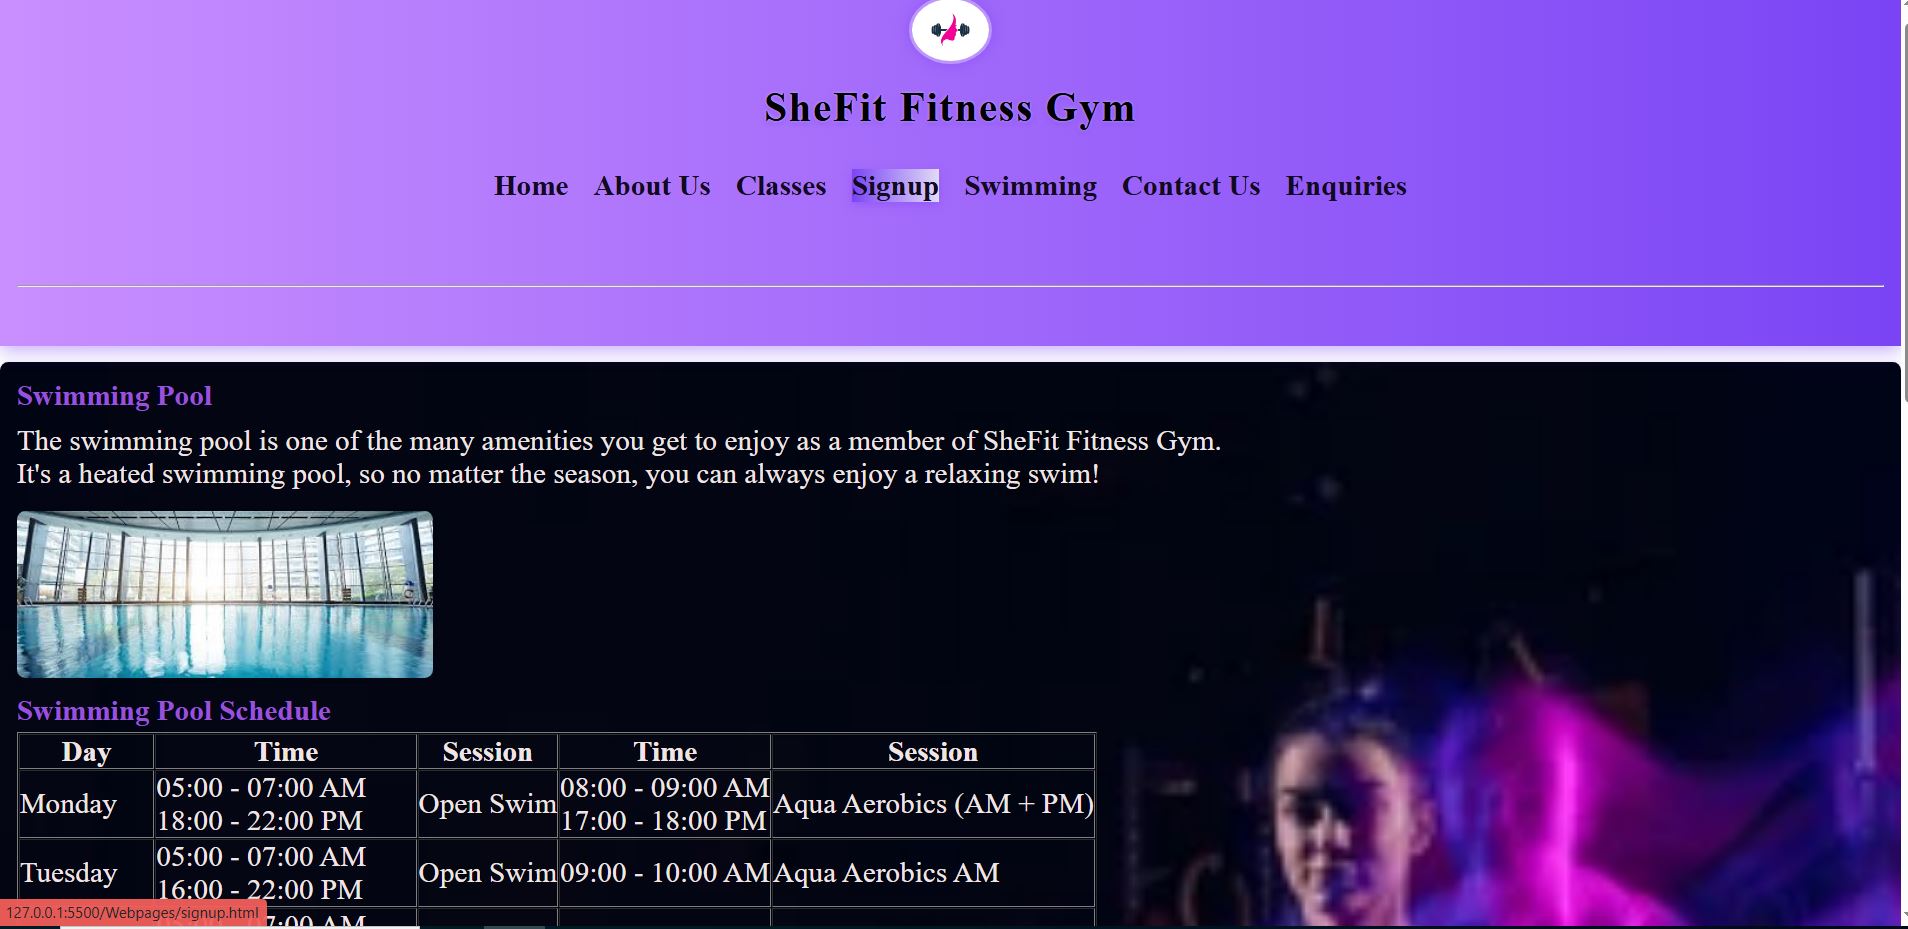 SheFit Fitness Gym
Home About Us Classes Signup Swimming Contact Us Enquiries
Swimming Pool
The swimming pool is one of the many amenities you get to enjoy as a member of SheFit Fitness Gym.
It's a heated swimming pool, so no matter the season, you can always enjoy a relaxing swim!
Swimming Pool Schedule
Day Time Session Time Session
Monday 05:00 - 07:00 AM 18:00 - 22:00 PM Open Swim 08:00 - 09:00 AM 17:00 - 18:00 PM Aqua Aerobics (AM + PM)
Tuesday 05:00 - 07:00 AM 16:00 - 22:00 PM Open Swim 09:00 - 10:00 AM Aqua Aerobics AM
7:00 AM
127.0.0.1:5500/Webpages/signup.html